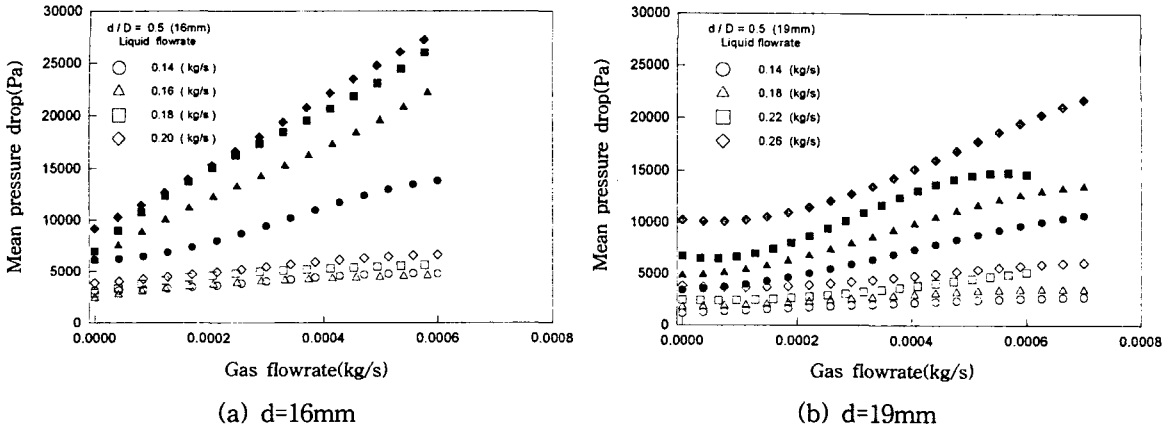 30000
25000
20000
15000
10000
5000
0
Mean pressure drop(Pa)
d / D = 0.5 (16mm)
Liquid flowrate
0.14 ( kg/s )
0.16 ( kg/s )
0.18 ( kg/s )
0.20 ( kg/s )
0.0000 0.0002 0.0004 0.0006 0.0008
Gas flowrate(kg/s)
(a) d=16mm
30000
25000
20000
15000
10000
5000
0
Mean pressure drop(Pa)
d / D = 0.5 (19mm)
Liquid flowrate
0.14 (kg/s)
0.18 (kg/s)
0.22 (kg/s)
0.26 (kg/s)
0.0000 0.0002 0.0004 0.0006 0.0008
Gas flowrate(kg/s)
(b) d=19mm